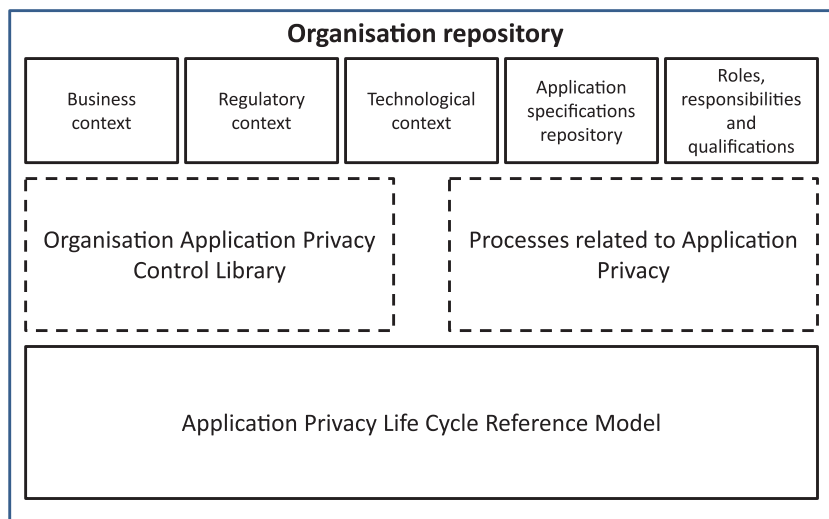 Organisation repository
Business
context
Regulatory
context
Technological
context
Application
specifications
repository
Roles,
responsibilities
and
qualifications
Organisation Application Privacy
Control Library
Processes related to Application
Privacy
Application Privacy Life Cycle Reference Model